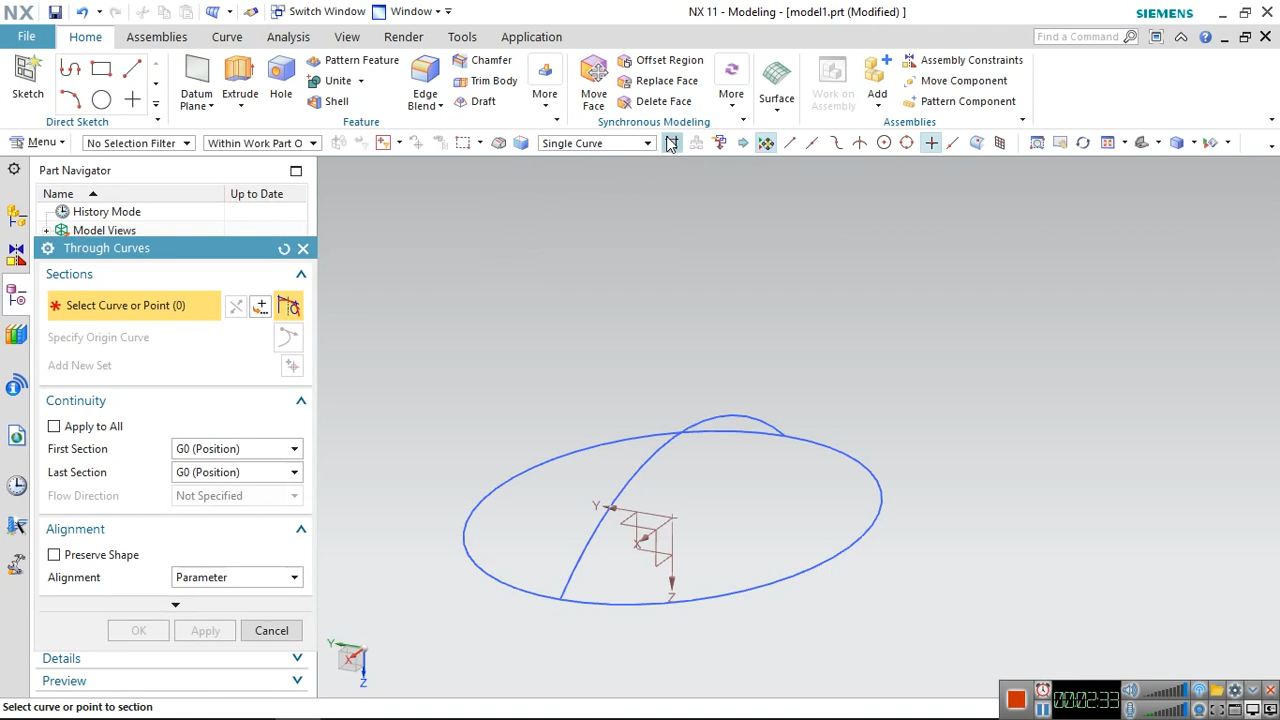 NX
Switch Window
Window
NX 11 - Modeling - [model1.prt (Modified) ]
SIEMENS
File
Home
Assemblies
Curve
Analysis
View
Render
Tools
Application
Find a Command
Sketch
Direct Sketch
Datum Plane
Extrude
Hole
Pattern Feature
Unite
Shell
Edge Blend
Chamfer
Trim Body
Draft
More
Feature
Move Face
Offset Region
Replace Face
Delete Face
More
Synchronous Modeling
Surface
Work on Assembly
Add
Assembly Constraints
Move Component
Pattern Component
Assemblies
Menu
No Selection Filter
Within Work Part O
Single Curve
Part Navigator
Name
Up to Date
History Mode
Model Views
Through Curves
Sections
* Select Curve or Point (0)
Specify Origin Curve
Add New Set
Continuity
Apply to All
First Section
G0 (Position)
Last Section
G0 (Position)
Flow Direction
Not Specified
Alignment
Preserve Shape
Alignment
Parameter
OK
Apply
Cancel
Details
Preview
Y
X
Z
Y
X
Z
Select curve or point to section
00:02:33